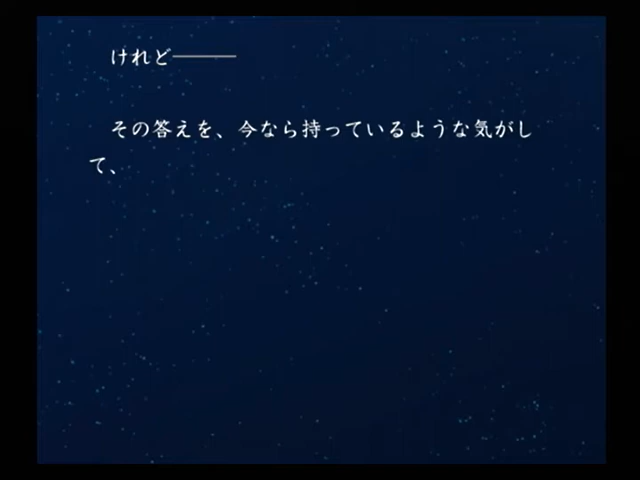 けれど―――
その答えを、今なら持っているような気がし
て、